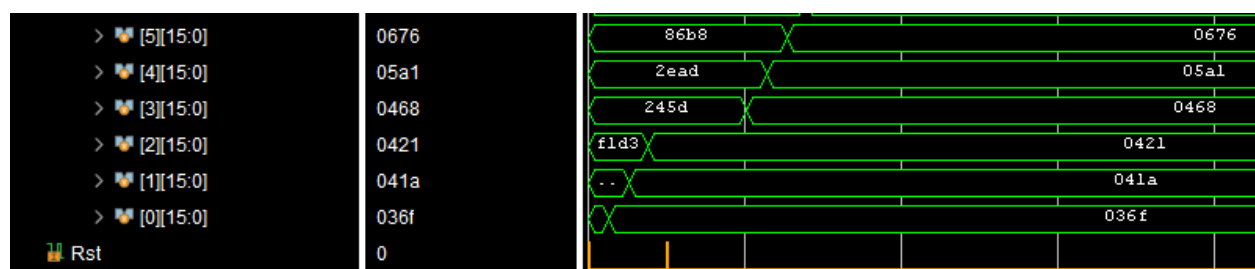 [5][15:0] 0676 86b8 0676
[4][15:0] 05a1 2ead 05a1
[3][15:0] 0468 245d 0468
[2][15:0] 0421 f1d3 0421
[1][15:0] 041a .. 041a
[0][15:0] 036f 036f
Rst 0